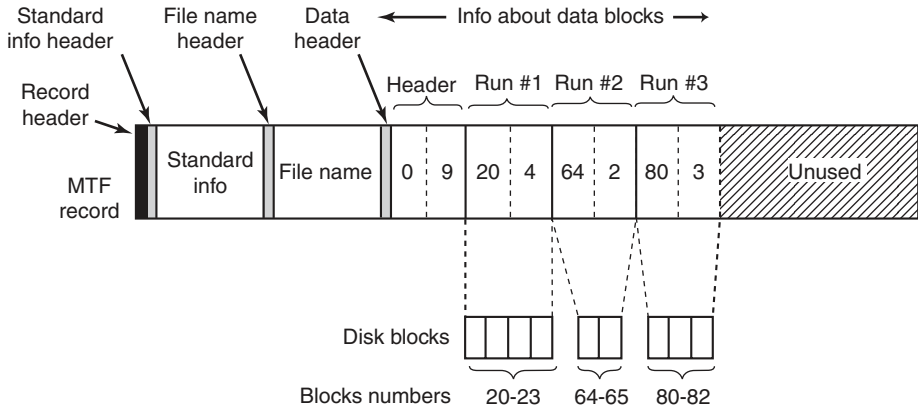 Standard
info header
File name
header
Data
header
Info about data blocks
Record
header
Header
Run #1
Run #2
Run #3
MTF
record
Standard
info
File name
0 9 20 4 64 2 80 3
Unused
Disk blocks
Blocks numbers
20-23
64-65
80-82